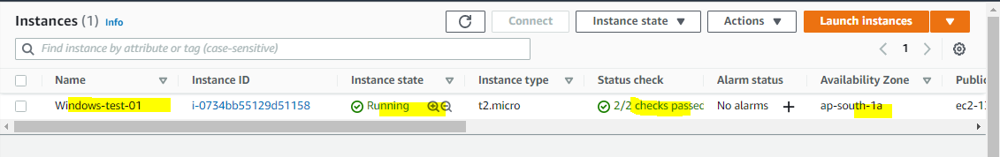 Instances (1) Info Connect Instance state Actions Launch instances
Find instance by attribute or tag (case-sensitive) 1
Name Instance ID Instance state Instance type Status check Alarm status Availability Zone Public
Windows-test-01 i-0734bb55129d51158 Running t2.micro 2/2 checks passed No alarms + ap-south-1a ec2-1